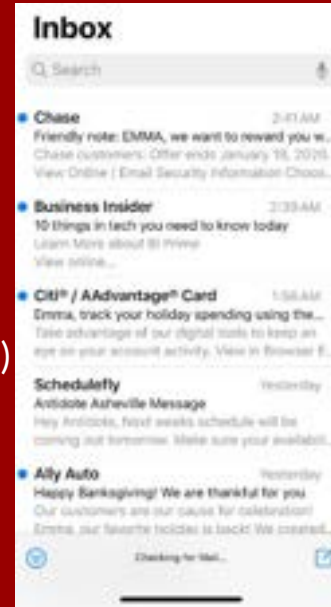 Inbox
Search
Chase 2:41 AM
Friendly note: EMMA, we want to reward you w...
Chase customers: Offer ends January 18, 2020.
View Online | Email Security Information Choos...
Business Insider 2:39 AM
10 things in tech you need to know today
Learn More about BI Prime
View online...
Citi® / AAdvantage® Card 1:56 AM
Emma, track your holiday spending using the...
Take advantage of our digital tools to keep an
eye on your account activity. View in Browser E...
)
Schedulefly Yesterday
Antidote Asheville Message
Hey Antidote, Next weeks schedule will be
coming out tomorrow. Make sure your availabil...
Ally Auto Yesterday
Happy Banksgiving! We are thankful for you
Our customers are our cause for celebration!
Emma, our favorite holiday is back! We created...
Checking for Mail...